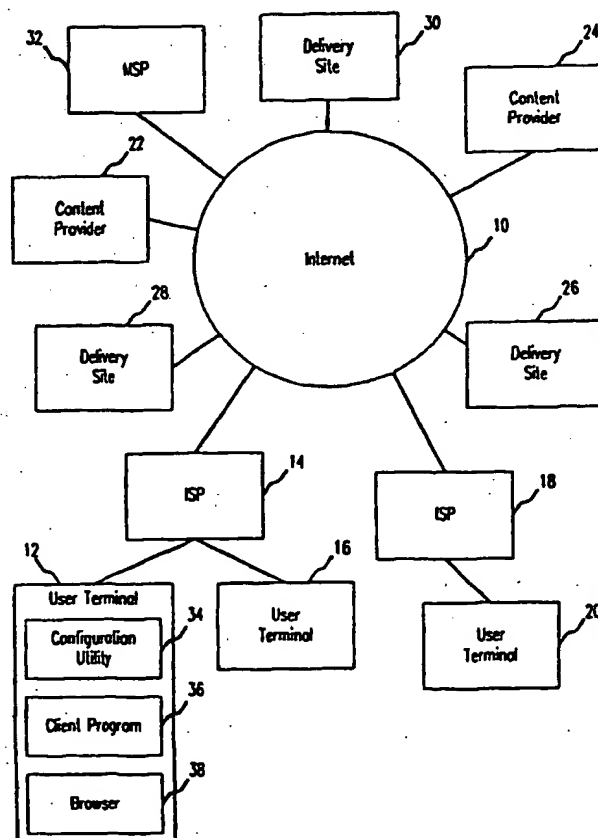 32
MSP
30
Delivery
Site
24
Content
Provider
22
Content
Provider
10
Internet
28
Delivery
Site
26
Delivery
Site
14
ISP
18
ISP
12
User Terminal
34
Configuration
Utility
36
Client Program
38
Browser
16
User
Terminal
20
User
Terminal